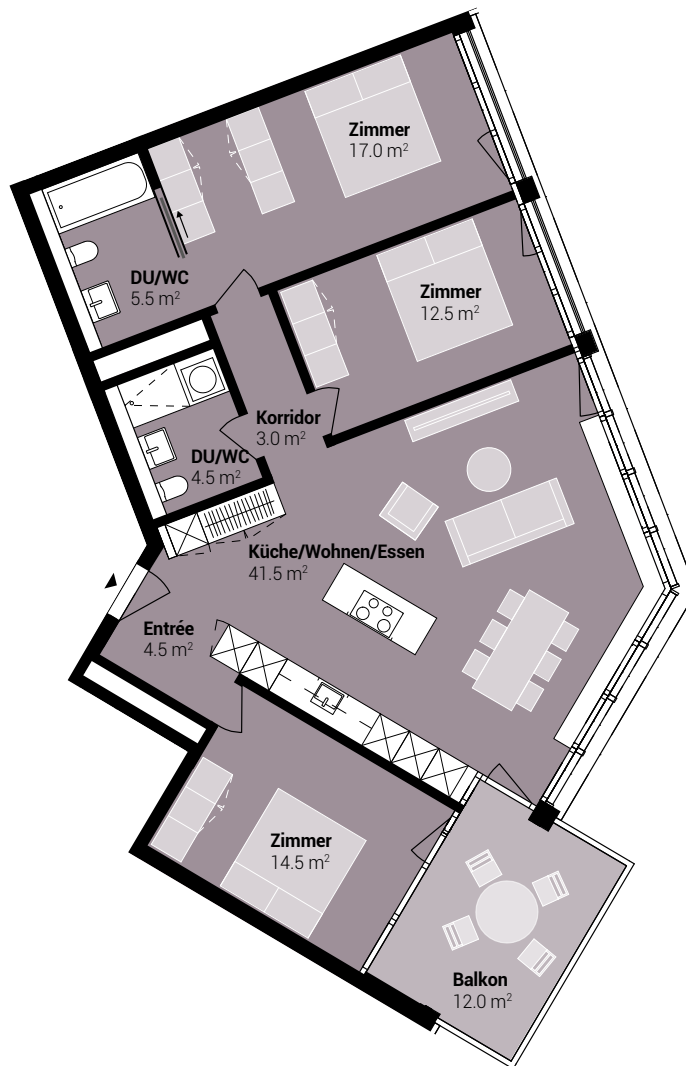 Zimmer
17.0 m²
DU/WC
5.5 m²
Zimmer
12.5 m²
Korridor
3.0 m²
DU/WC
4.5 m²
Küche/Wohnen/Essen
41.5 m²
Entrée
4.5 m²
Zimmer
14.5 m²
Balkon
12.0 m²